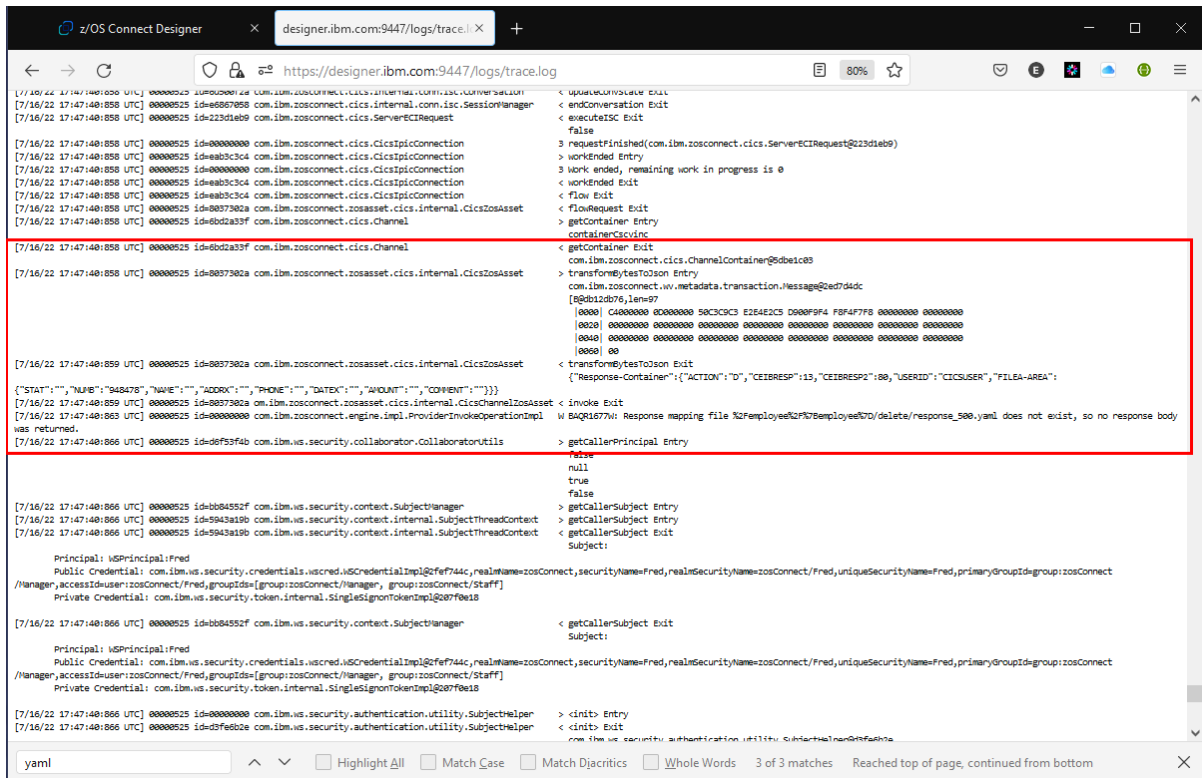 z/OS Connect Designer
designer.ibm.com:9447/logs/trace.l
https://designer.ibm.com:9447/logs/trace.log 80%
[7/16/22 17:47:40:858 UTC] 00000525 id=6d500f2a com.ibm.zosconnect.cics.internal.conn.isc.Conversation < updateConvState Exit
[7/16/22 17:47:40:858 UTC] 00000525 id=e6867058 com.ibm.zosconnect.cics.internal.conn.isc.SessionManager < endConversation Exit
[7/16/22 17:47:40:858 UTC] 00000525 id=223d1eb9 com.ibm.zosconnect.cics.ServerECIRequest < executeISC Exit
false
[7/16/22 17:47:40:858 UTC] 00000525 id=00000000 com.ibm.zosconnect.cics.CicsIpicConnection 3 requestFinished(com.ibm.zosconnect.cics.ServerECIRequest@223d1eb9)
[7/16/22 17:47:40:858 UTC] 00000525 id=eab3c3c4 com.ibm.zosconnect.cics.CicsIpicConnection > workEnded Entry
[7/16/22 17:47:40:858 UTC] 00000525 id=00000000 com.ibm.zosconnect.cics.CicsIpicConnection 3 Work ended, remaining work in progress is 0
[7/16/22 17:47:40:858 UTC] 00000525 id=eab3c3c4 com.ibm.zosconnect.cics.CicsIpicConnection < workEnded Exit
[7/16/22 17:47:40:858 UTC] 00000525 id=eab3c3c4 com.ibm.zosconnect.cics.CicsIpicConnection < flow Exit
[7/16/22 17:47:40:858 UTC] 00000525 id=8037302a com.ibm.zosconnect.zosasset.cics.internal.CicsZosAsset < flowRequest Exit
[7/16/22 17:47:40:858 UTC] 00000525 id=6bd2a33f com.ibm.zosconnect.cics.Channel > getContainer Entry
containerCscvinc
[7/16/22 17:47:40:858 UTC] 00000525 id=6bd2a33f com.ibm.zosconnect.cics.Channel < getContainer Exit
com.ibm.zosconnect.cics.ChannelContainer@5dbe1c03
[7/16/22 17:47:40:858 UTC] 00000525 id=8037302a com.ibm.zosconnect.zosasset.cics.internal.CicsZosAsset > transformBytesToJson Entry
com.ibm.zosconnect.wv.metadata.transaction.Message@2ed7d4dc
[B@db12db76,len=97
|0000| C4000000 0D000000 50C3C9C3 E2E4E2C5 D900F9F4 F8F4F7F8 00000000 00000000
|0020| 00000000 00000000 00000000 00000000 00000000 00000000 00000000 00000000
|0040| 00000000 00000000 00000000 00000000 00000000 00000000 00000000 00000000
|0060| 00
[7/16/22 17:47:40:859 UTC] 00000525 id=8037302a com.ibm.zosconnect.zosasset.cics.internal.CicsZosAsset < transformBytesToJson Exit
{"Response-Container":{"ACTION":"D","CEIBRESP":13,"CEIBRESP2":80,"USERID":"CICSUSER","FILEA-AREA":
{"STAT":"","NUMB":"948478","NAME":"","ADDRX":"","PHONE":"","DATEX":"","AMOUNT":"","COMMENT":""}}}
[7/16/22 17:47:40:859 UTC] 00000525 id=8037302a om.ibm.zosconnect.zosasset.cics.internal.CicsChannelZosAsset < invoke Exit
[7/16/22 17:47:40:863 UTC] 00000525 id=00000000 com.ibm.zosconnect.engine.impl.ProviderInvokeOperationImpl W BAQR1677W: Response mapping file %2Femployee%2F%7Bemployee%7D/delete/response_500.yaml does not exist, so no response body
was returned.
[7/16/22 17:47:40:866 UTC] 00000525 id=d6f53f4b com.ibm.ws.security.collaborator.CollaboratorUtils > getCallerPrincipal Entry
false
null
true
false
[7/16/22 17:47:40:866 UTC] 00000525 id=bb84552f com.ibm.ws.security.context.SubjectManager > getCallerSubject Entry
[7/16/22 17:47:40:866 UTC] 00000525 id=5943a19b com.ibm.ws.security.context.internal.SubjectThreadContext > getCallerSubject Entry
[7/16/22 17:47:40:866 UTC] 00000525 id=5943a19b com.ibm.ws.security.context.internal.SubjectThreadContext < getCallerSubject Exit
Subject:
Principal: WSPrincipal:Fred
Public Credential: com.ibm.ws.security.credentials.wscred.WSCredentialImpl@2fef744c,realmName=zosConnect,securityName=Fred,realmSecurityName=zosConnect/Fred,uniqueSecurityName=Fred,primaryGroupId=group:zosConnect
/Manager,accessId=user:zosConnect/Fred,groupIds=[group:zosConnect/Manager, group:zosConnect/Staff]
Private Credential: com.ibm.ws.security.token.internal.SingleSignonTokenImpl@207f0e18
[7/16/22 17:47:40:866 UTC] 00000525 id=bb84552f com.ibm.ws.security.context.SubjectManager < getCallerSubject Exit
Subject:
Principal: WSPrincipal:Fred
Public Credential: com.ibm.ws.security.credentials.wscred.WSCredentialImpl@2fef744c,realmName=zosConnect,securityName=Fred,realmSecurityName=zosConnect/Fred,uniqueSecurityName=Fred,primaryGroupId=group:zosConnect
/Manager,accessId=user:zosConnect/Fred,groupIds=[group:zosConnect/Manager, group:zosConnect/Staff]
Private Credential: com.ibm.ws.security.token.internal.SingleSignonTokenImpl@207f0e18
[7/16/22 17:47:40:866 UTC] 00000525 id=00000000 com.ibm.ws.security.authentication.utility.SubjectHelper > <init> Entry
[7/16/22 17:47:40:866 UTC] 00000525 id=d3fe6b2e com.ibm.ws.security.authentication.utility.SubjectHelper < <init> Exit
com.ibm.ws.security.authentication.utility.SubjectHelper@d3fe6b2e
yaml Highlight All Match Case Match Diacritics Whole Words 3 of 3 matches Reached top of page, continued from bottom